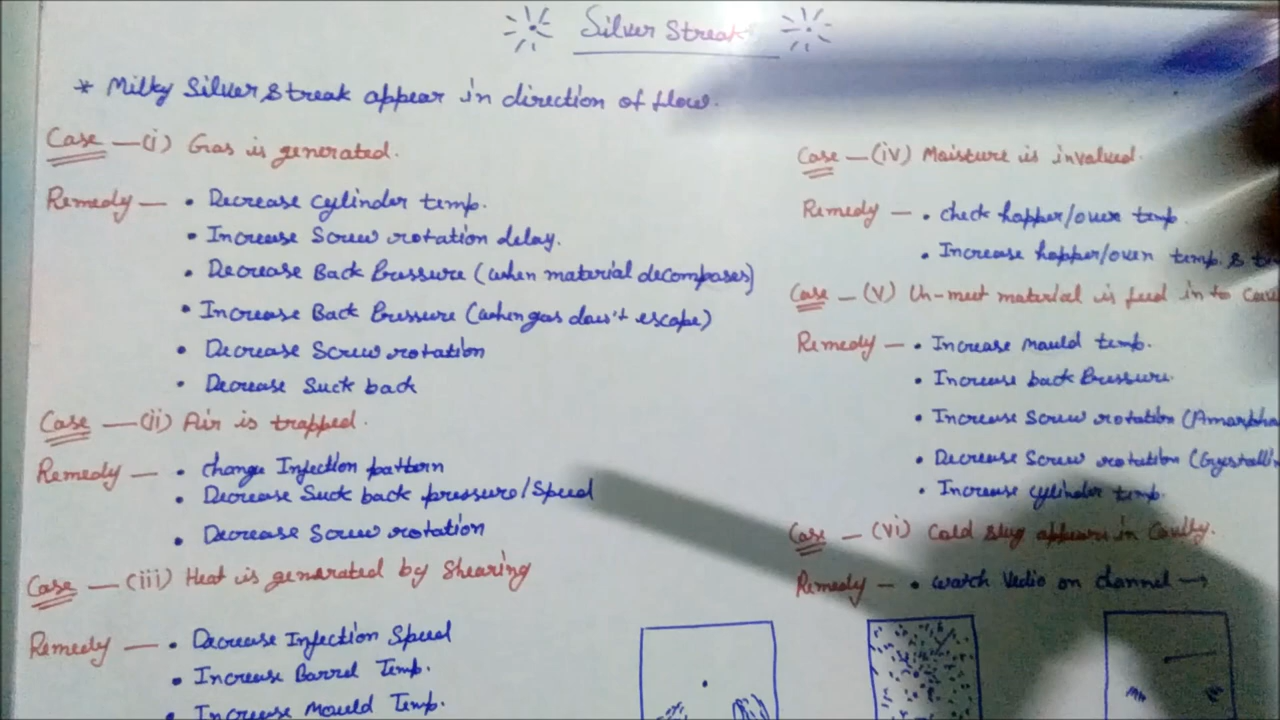 Silver Streak
* Milky Silver Streak appear in direction of flow.
Case — (i) Gas is generated.
Remedy — • Decrease cylinder temp.
• Increase Screw rotation delay.
• Decrease Back Pressure (when material decomposes)
• Increase Back Pressure (when gas does't escape)
• Decrease Screw rotation
• Decrease Suck back
Case — (ii) Air is trapped.
Remedy — • change Injection pattern
• Decrease Suck back pressure/Speed
• Decrease Screw rotation
Case — (iii) Heat is generated by Shearing
Remedy — • Decrease Injection Speed
• Increase Barrel Temp.
• Increase Mould Temp.
Case — (iv) Moisture is invalued.
Remedy — • check hopper/oven temp.
• Increase hopper/oven temp. &
Case — (v) Un-melt material is feed in to
Remedy — • Increase mould temp.
• Increase back Pressure.
• Increase Screw rotation (Amorpho
• Decrease Screw rotation (Crystalli
• Increase cylinder temp.
Case — (vi) Cold slug appears in Cavity.
Remedy — • watch Vedio on channel →